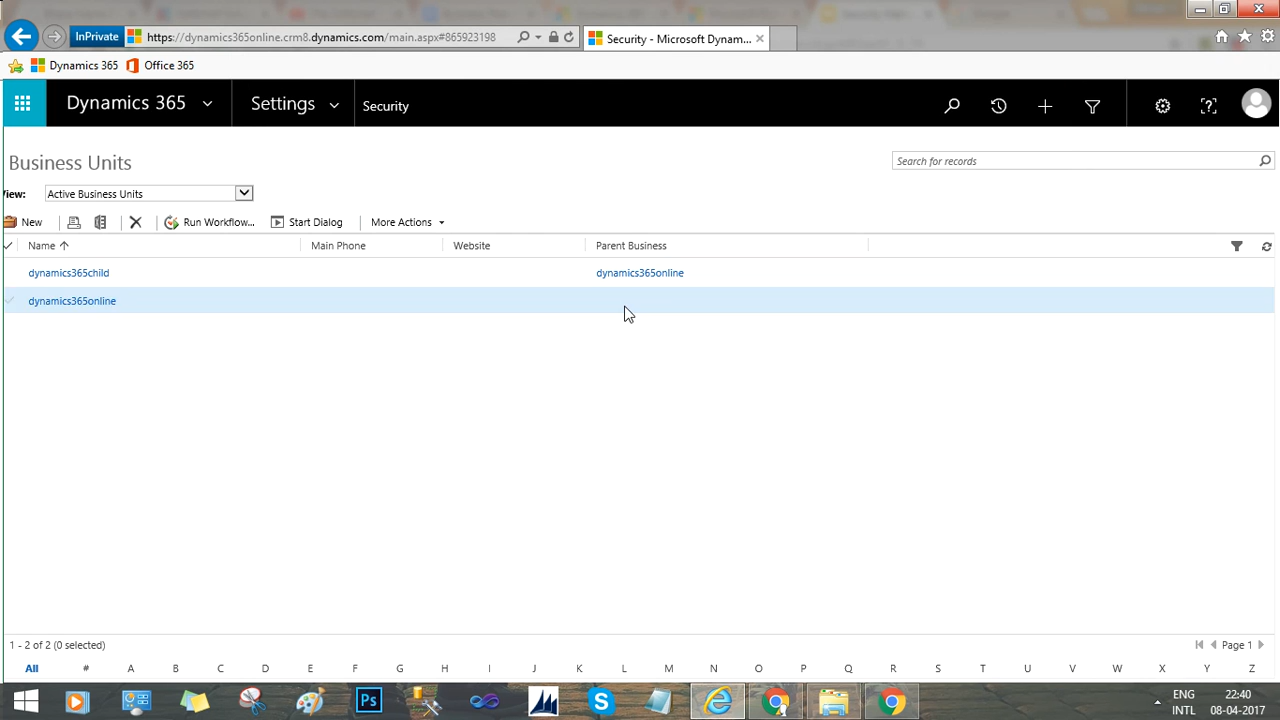 InPrivate https://dynamics365online.crm8.dynamics.com/main.aspx#865923198 Security - Microsoft Dynam...
Dynamics 365 Office 365
Dynamics 365 Settings Security
Business Units Search for records
View: Active Business Units
New Run Workflow... Start Dialog More Actions
Name Main Phone Website Parent Business
dynamics365child dynamics365online
dynamics365online
1 - 2 of 2 (0 selected) Page 1
All # A B C D E F G H I J K L M N O P Q R S T U V W X Y Z
Ps S
ENG 22:40
INTL 08-04-2017